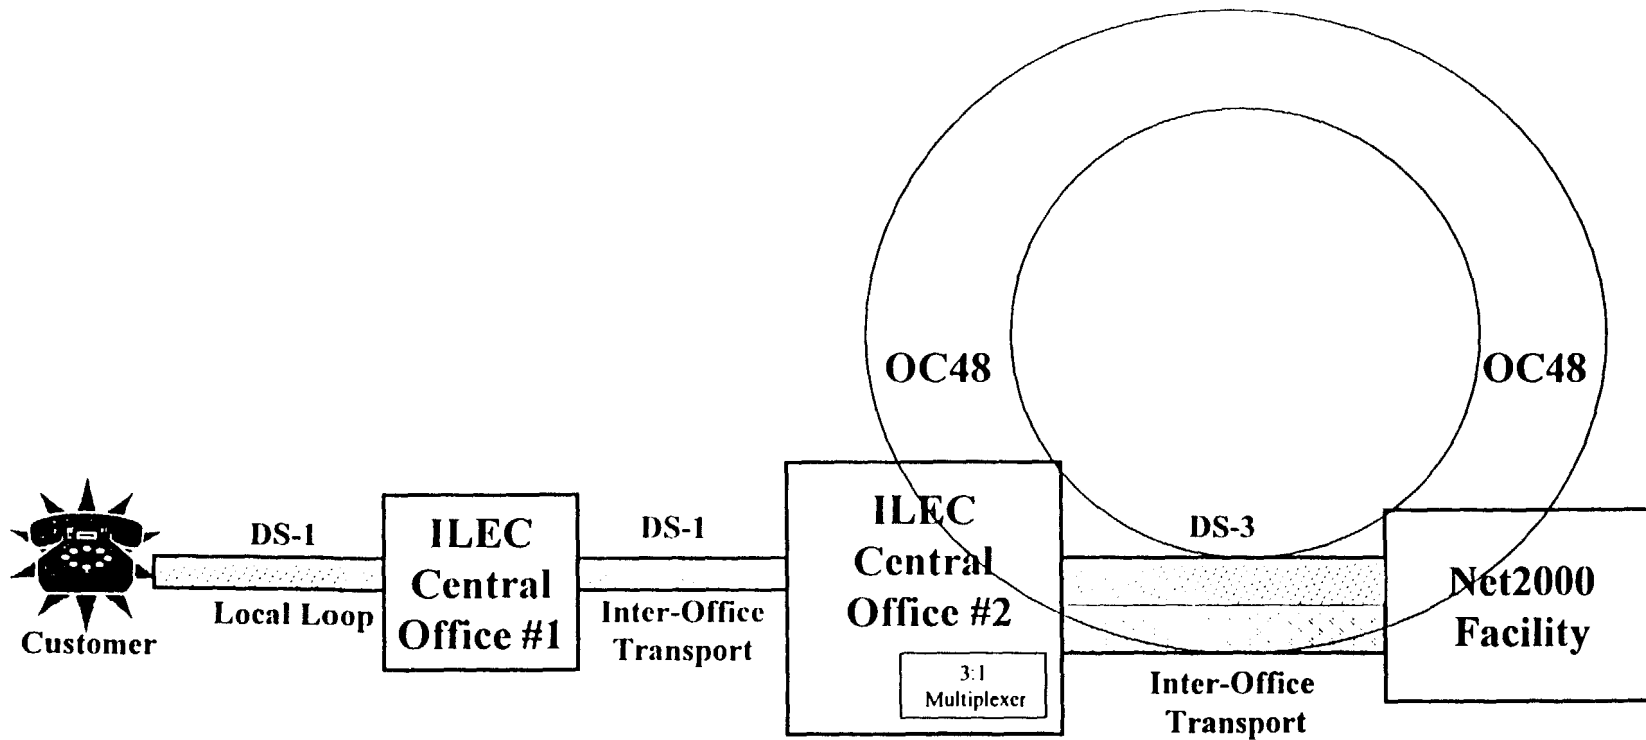 OC48
OC48
DS-1
ILEC
Central
Office #1
DS-1
ILEC
Central
Office #2
DS-3
Net2000
Facility
Local Loop
Inter-Office
Transport
Customer
3:1
Multiplexer
Inter-Office
Transport